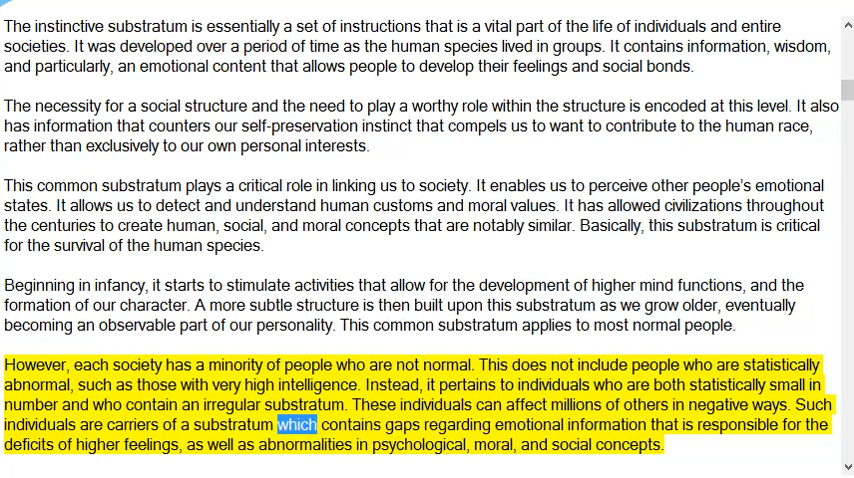 The instinctive substratum is essentially a set of instructions that is a vital part of the life of individuals and entire
societies. It was developed over a period of time as the human species lived in groups. It contains information, wisdom,
and particularly, an emotional content that allows people to develop their feelings and social bonds.
The necessity for a social structure and the need to play a worthy role within the structure is encoded at this level. It also
has information that counters our self-preservation instinct that compels us to want to contribute to the human race,
rather than exclusively to our own personal interests.
This common substratum plays a critical role in linking us to society. It enables us to perceive other people's emotional
states. It allows us to detect and understand human customs and moral values. It has allowed civilizations throughout
the centuries to create human, social, and moral concepts that are notably similar. Basically, this substratum is critical
for the survival of the human species.
Beginning in infancy, it starts to stimulate activities that allow for the development of higher mind functions, and the
formation of our character. A more subtle structure is then built upon this substratum as we grow older, eventually
becoming an observable part of our personality. This common substratum applies to most normal people.
However, each society has a minority of people who are not normal. This does not include people who are statistically
abnormal, such as those with very high intelligence. Instead, it pertains to individuals who are both statistically small in
number and who contain an irregular substratum. These individuals can affect millions of others in negative ways. Such
individuals are carriers of a substratum which contains gaps regarding emotional information that is responsible for the
deficits of higher feelings, as well as abnormalities in psychological, moral, and social concepts.